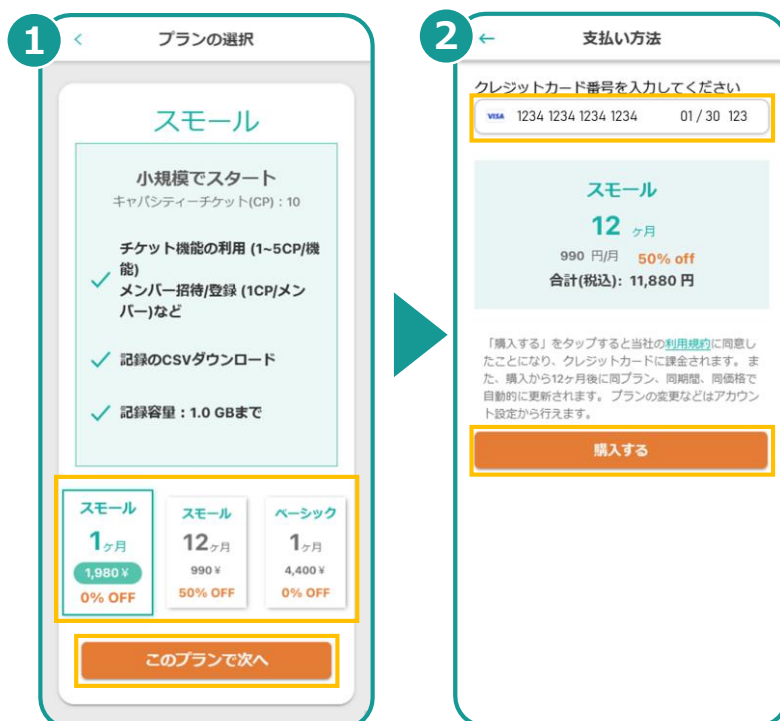 1
プランの選択
スモール
小規模でスタート
キャパシティーチケット(CP) : 10
チケット機能の利用 (1~5CP/機
能)
メンバー招待/登録 (1CP/メン
バー)など
記録のCSVダウンロード
記録容量：1.0 GBまで
スモール
1ヶ月
1,980 ¥
0% OFF
スモール
12ヶ月
990 ¥
50% OFF
ベーシック
1ヶ月
4,400 ¥
0% OFF
このプランで次へ
2
支払い方法
クレジットカード番号を入力してください
VISA 1234 1234 1234 1234 01 / 30 123
スモール
12 ヶ月
990 円/月 50% off
合計(税込): 11,880 円
「購入する」をタップすると当社の利用規約に同意し
たことになり、クレジットカードに課金されます。 ま
た、購入から12ヶ月後に同プラン、同期間、同価格で
自動的に更新されます。 プランの変更などはアカウン
ト設定から行えます。
購入する